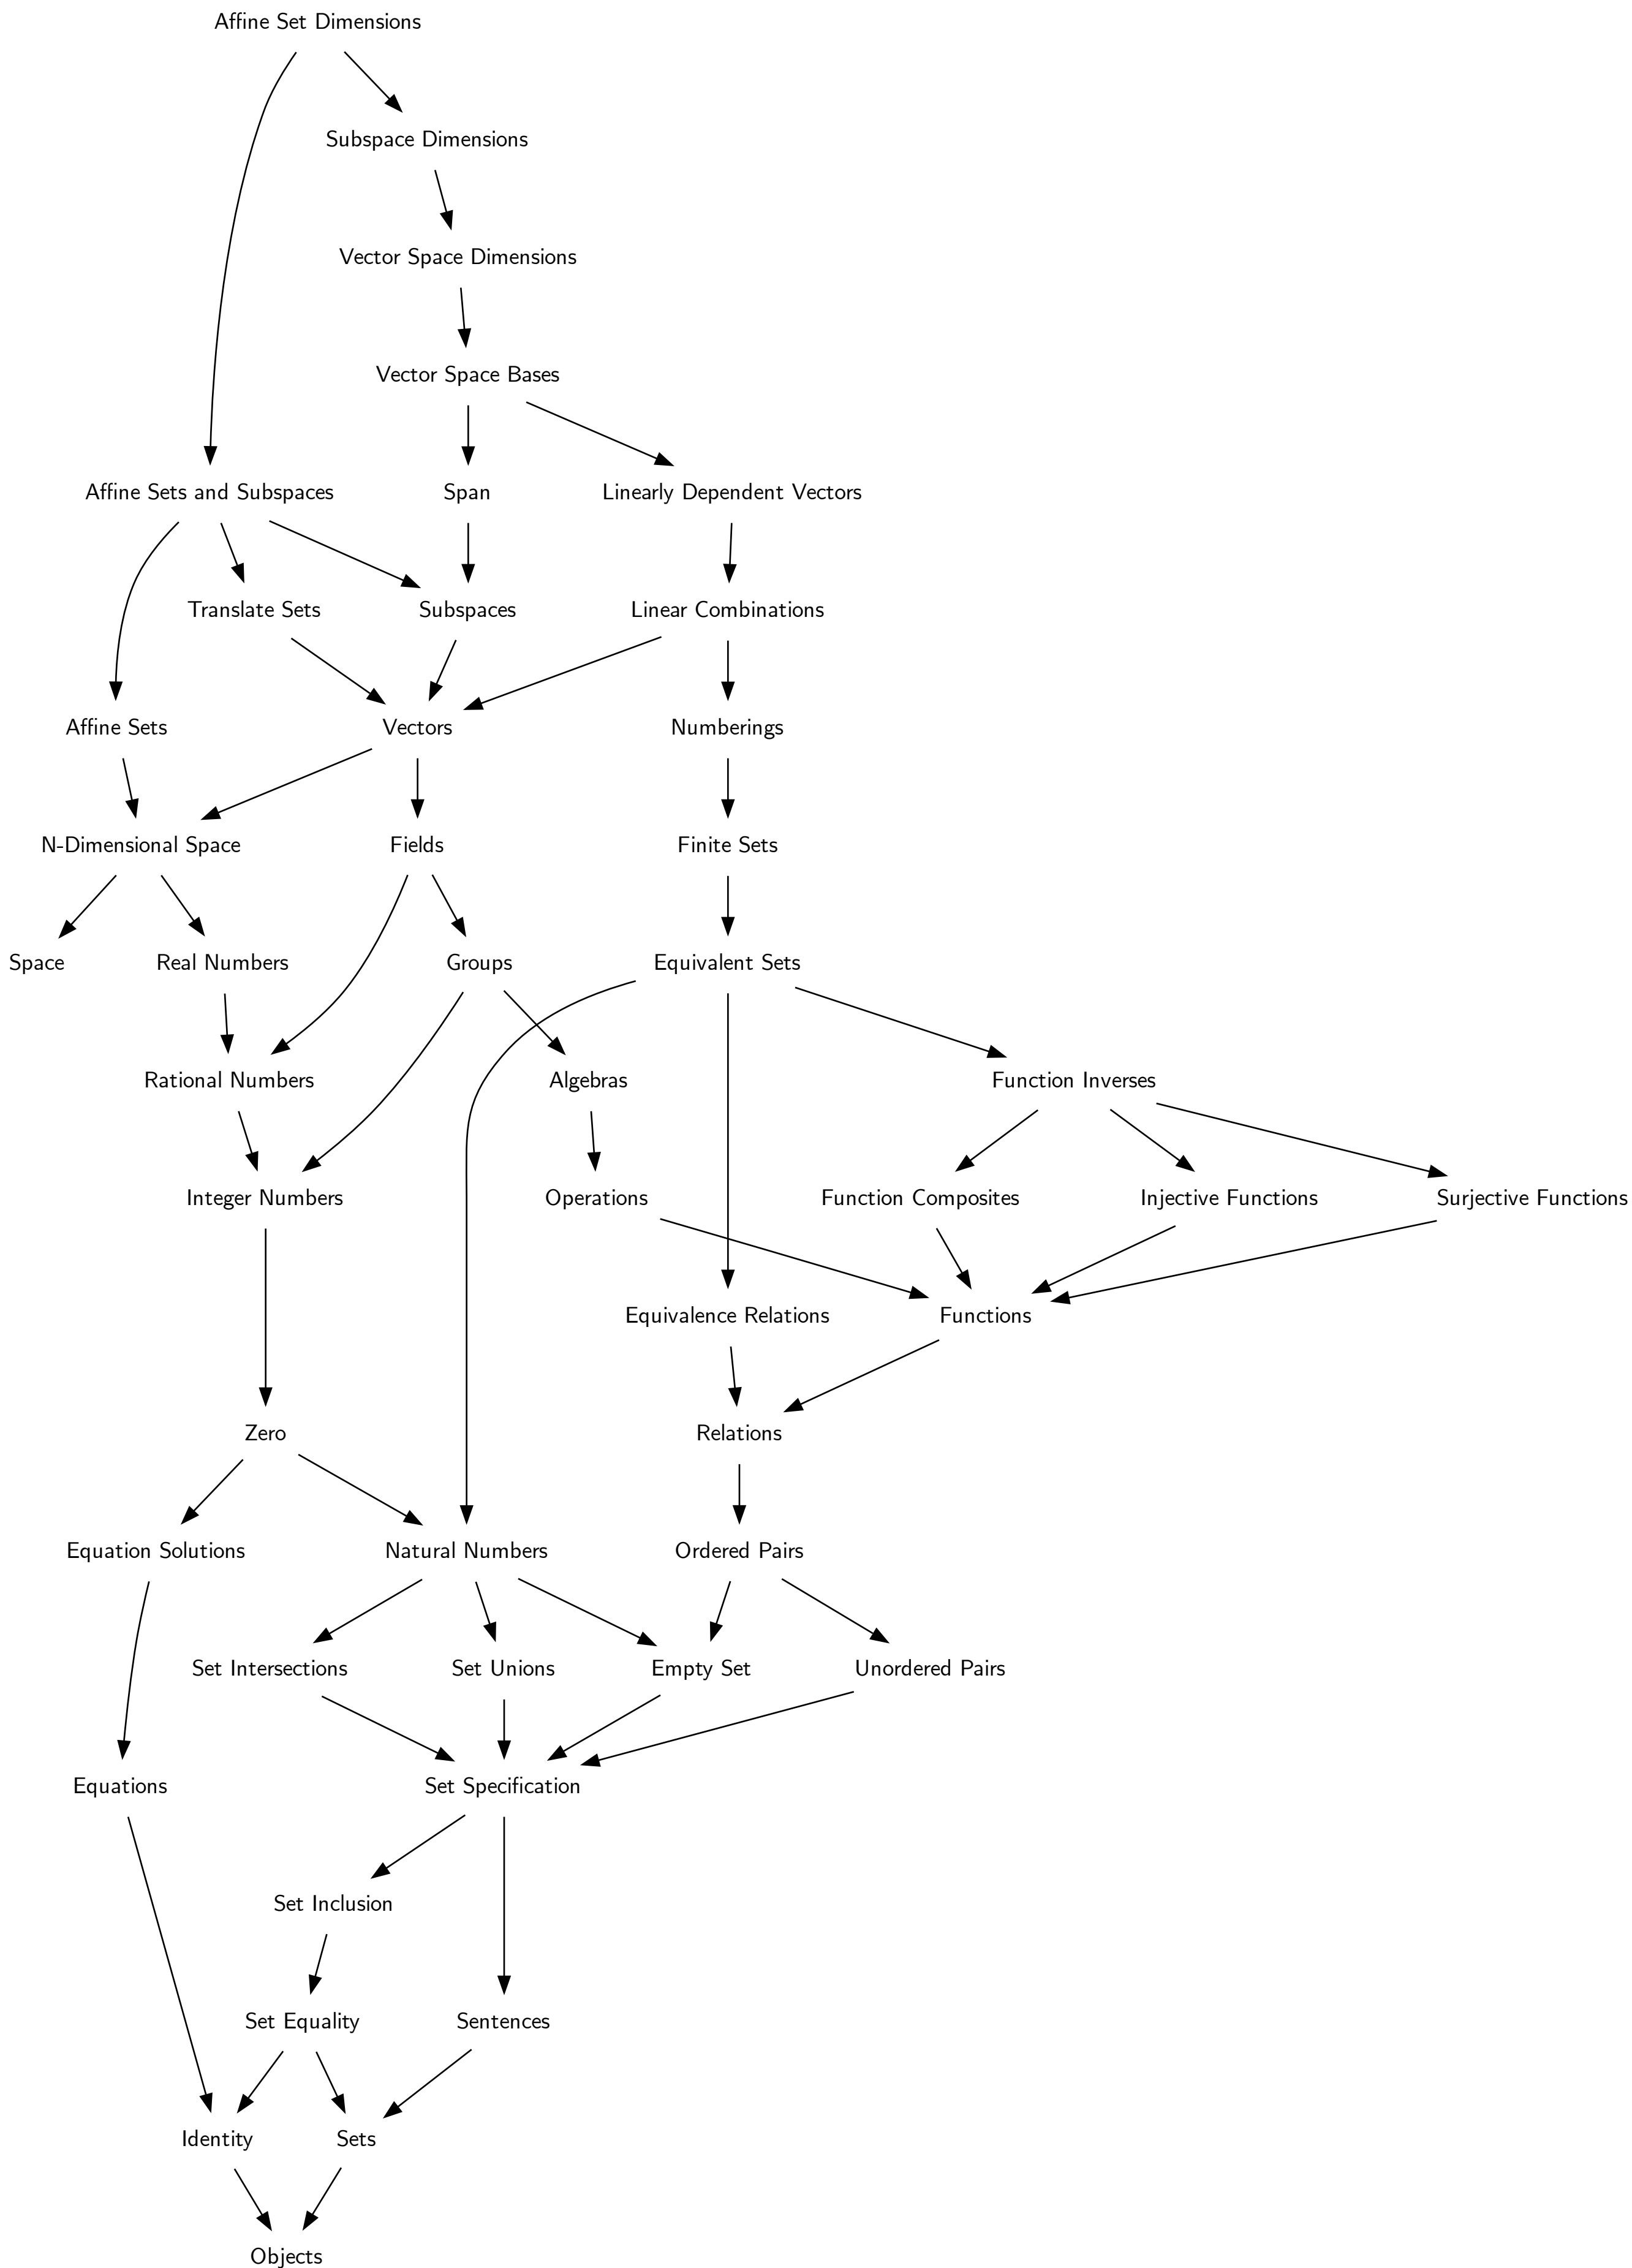 Affine Set Dimensions
Subspace Dimensions
Vector Space Dimensions
Vector Space Bases
Affine Sets and Subspaces
Span
Linearly Dependent Vectors
Translate Sets
Subspaces
Linear Combinations
Affine Sets
Vectors
Numberings
N-Dimensional Space
Fields
Finite Sets
Space
Real Numbers
Groups
Equivalent Sets
Rational Numbers
Algebras
Function Inverses
Integer Numbers
Operations
Function Composites
Injective Functions
Surjective Functions
Equivalence Relations
Functions
Zero
Relations
Equation Solutions
Natural Numbers
Ordered Pairs
Set Intersections
Set Unions
Empty Set
Unordered Pairs
Equations
Set Specification
Set Inclusion
Set Equality
Sentences
Identity
Sets
Objects